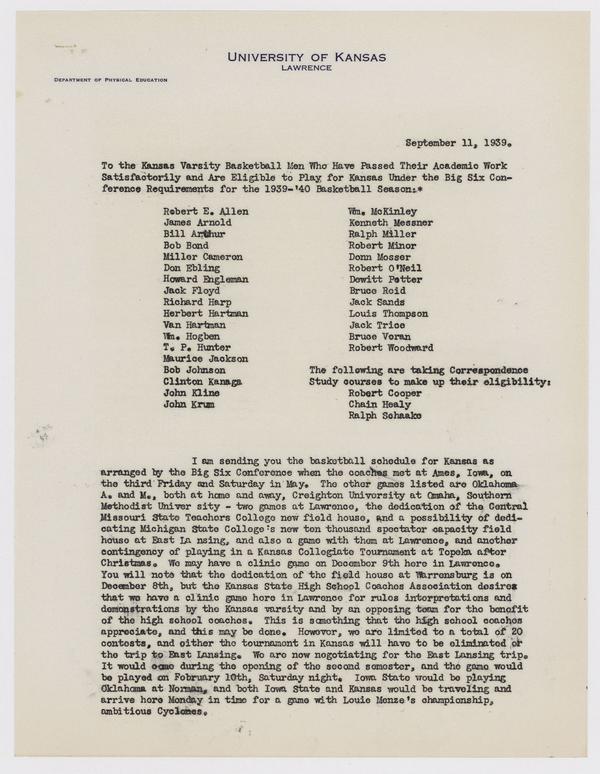 UNIVERSITY OF KANSAS
LAWRENCE
DEPARTMENT OF PHYSICAL EDUCATION
September 11, 1939.
To the Kansas Varsity Basketball Men Who Have Passed Their Academic Work
Satisfactorily and Are Eligible to Play for Kansas Under the Big Six Con-
ference Requirements for the 1939-'40 Basketball Season:*
Robert E. Allen
James Arnold
Bill Arthur
Bob Bond
Miller Cameron
Don Ebling
Howard Engleman
Jack Floyd
Richard Harp
Herbert Hartman
Van Hartman
Wm. Hogben
T. P. Hunter
Maurice Jackson
Bob Johnson
Clinton Kanaga
John Kline
John Krum
Wm. McKinley
Kenneth Messner
Ralph Miller
Robert Minor
Donn Mosser
Robert O'Neil
Dewitt Potter
Bruce Reid
Jack Sands
Louis Thompson
Jack Trice
Bruce Voran
Robert Woodward
The following are taking Correspondence
Study courses to make up their eligibility:
Robert Cooper
Chain Healy
Ralph Schaake
I am sending you the basketball schedule for Kansas as
arranged by the Big Six Conference when the coaches met at Ames, Iowa, on
the third Friday and Saturday in May. The other games listed are Oklahoma
A. and M., both at home and away, Creighton University at Omaha, Southern
Methodist Univer sity - two games at Lawrence, the dedication of the Central
Missouri State Teachers College new field house, and a possibility of dedi-
cating Michigan State College's new ten thousand spectator capacity field
house at East La nsing, and also a game with them at Lawrence, and another
contingency of playing in a Kansas Collegiate Tournament at Topeka after
Christmas. We may have a clinic game on December 9th here in Lawrence.
You will note that the dedication of the field house at Warrensburg is on
December 8th, but the Kansas State High School Coaches Association desires
that we have a clinic game here in Lawrence for rules interpretations and
demonstrations by the Kansas varsity and by an opposing team for the benefit
of the high school coaches. This is something that the high school coaches
appreciate, and this may be done. However, we are limited to a total of 20
contests, and either the tournament in Kansas will have to be eliminated or
the trip to East Lansing. We are now negotiating for the East Lansing trip.
It would come during the opening of the second semester, and the game would
be played on February 10th, Saturday night. Iowa State would be playing
Oklahoma at Norman, and both Iowa State and Kansas would be traveling and
arrive here Monday in time for a game with Louie Menze's championship,
ambitious Cyclones.